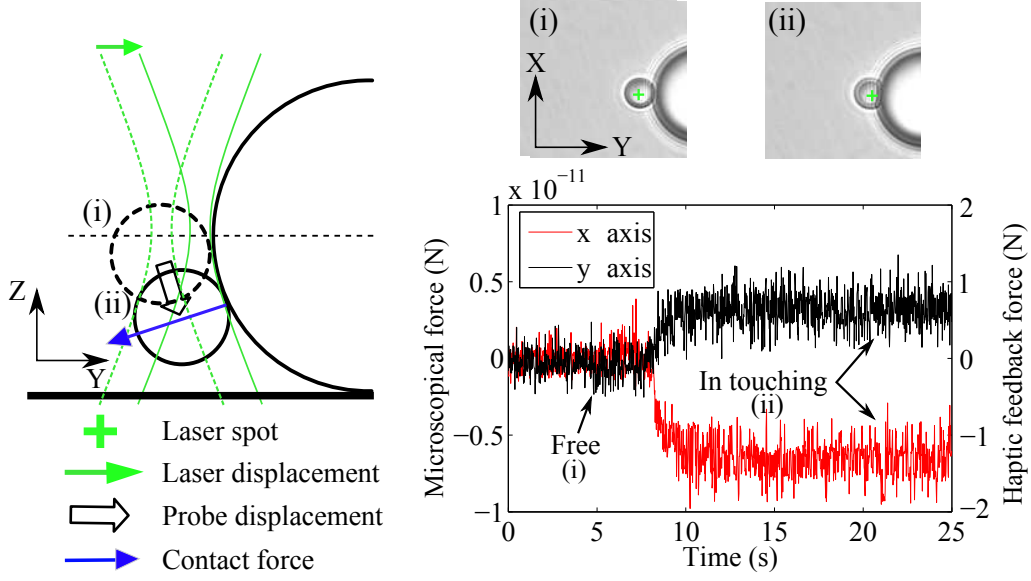 (i)
(ii)
Z
Y
Laser spot
Laser displacement
Probe displacement
Contact force
(i)
X
Y
(ii)
x 10⁻¹¹
x axis
y axis
Microscopical force (N)
1
0.5
0
−0.5
−1
2
1
0
−1
−2
Haptic feedback force (N)
Free
(i)
In touching
(ii)
0
5
10
15
20
25
Time (s)